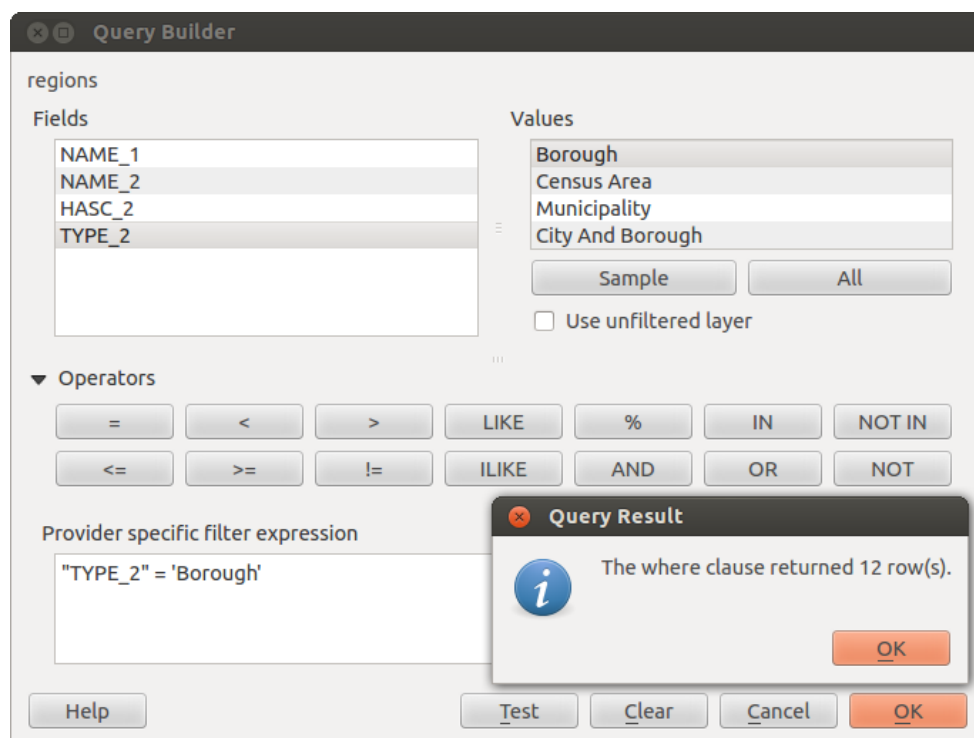 Query Builder
regions
Fields
NAME_1
NAME_2
HASC_2
TYPE_2
Values
Borough
Census Area
Municipality
City And Borough
Sample All
Use unfiltered layer
Operators
= < > LIKE % IN NOT IN
<= >= != ILIKE AND OR NOT
Provider specific filter expression
"TYPE_2" = 'Borough'
Query Result
i
The where clause returned 12 row(s).
OK
Help Test Clear Cancel OK